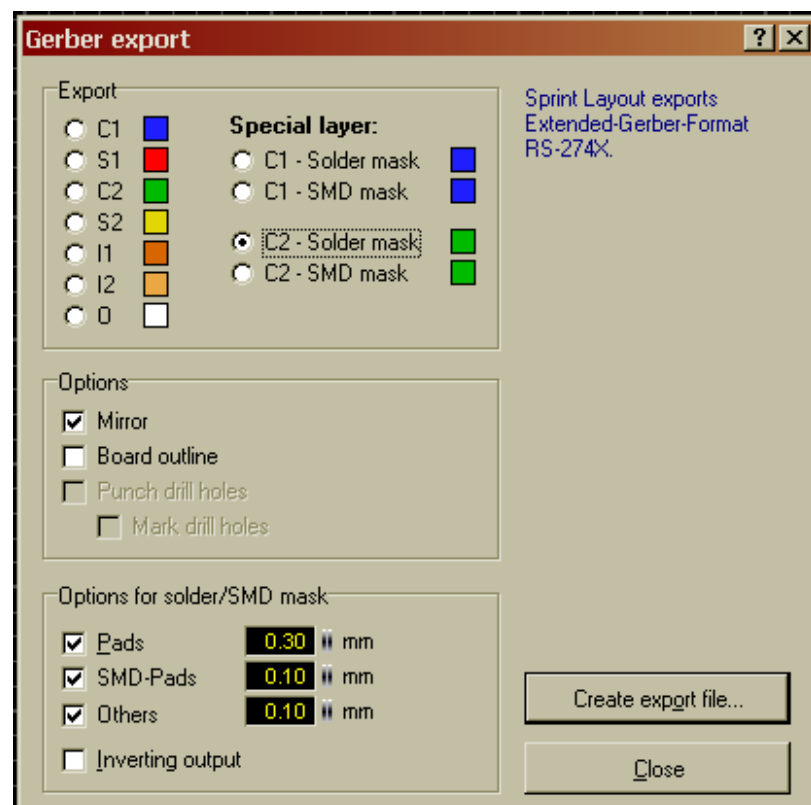 Gerber export
Export
C1
S1
C2
S2
I1
I2
O
Special layer:
C1 - Solder mask
C1 - SMD mask
C2 - Solder mask
C2 - SMD mask
Sprint Layout exports
Extended-Gerber-Format
RS-274X.
Options
Mirror
Board outline
Punch drill holes
Mark drill holes
Options for solder/SMD mask
Pads 0.30 mm
SMD-Pads 0.10 mm
Others 0.10 mm
Inverting output
Create export file...
Close